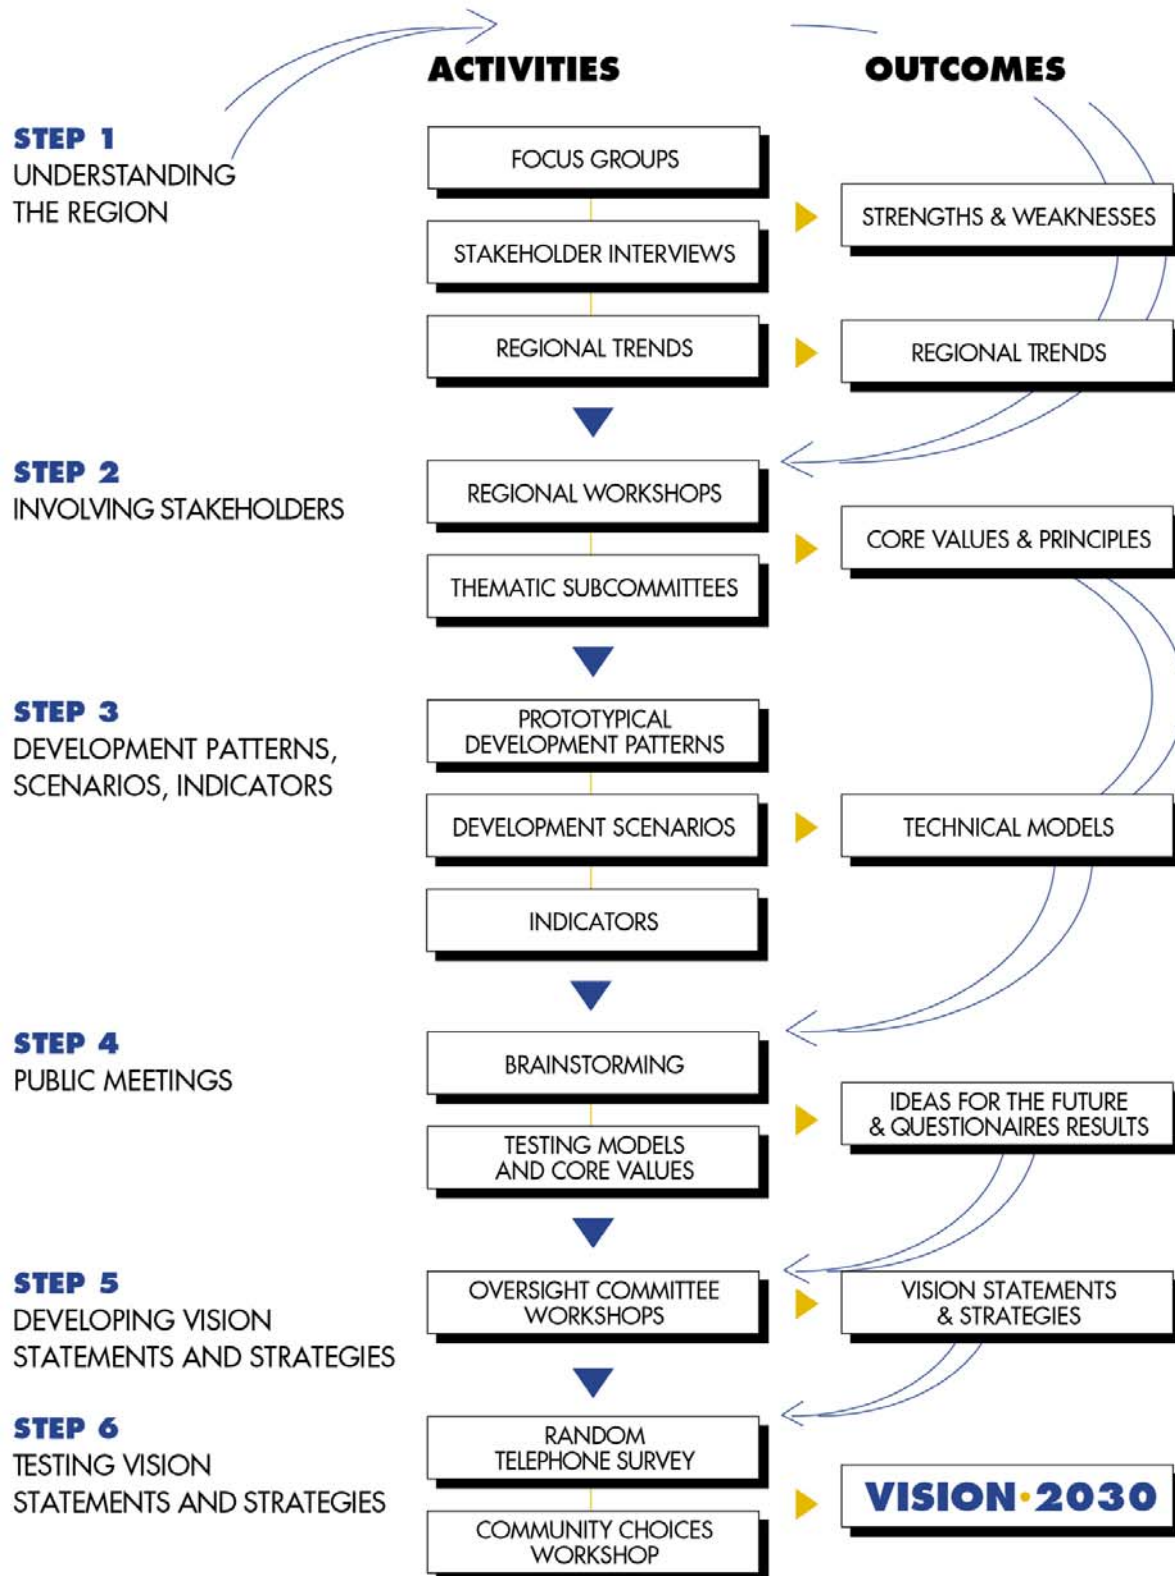 ACTIVITIES
OUTCOMES
STEP 1
UNDERSTANDING
THE REGION
FOCUS GROUPS
STAKEHOLDER INTERVIEWS
REGIONAL TRENDS
STRENGTHS & WEAKNESSES
REGIONAL TRENDS
STEP 2
INVOLVING STAKEHOLDERS
REGIONAL WORKSHOPS
THEMATIC SUBCOMMITTEES
CORE VALUES & PRINCIPLES
STEP 3
DEVELOPMENT PATTERNS,
SCENARIOS, INDICATORS
PROTOTYPICAL
DEVELOPMENT PATTERNS
DEVELOPMENT SCENARIOS
INDICATORS
TECHNICAL MODELS
STEP 4
PUBLIC MEETINGS
BRAINSTORMING
TESTING MODELS
AND CORE VALUES
IDEAS FOR THE FUTURE
& QUESTIONAIRES RESULTS
STEP 5
DEVELOPING VISION
STATEMENTS AND STRATEGIES
OVERSIGHT COMMITTEE
WORKSHOPS
VISION STATEMENTS
& STRATEGIES
STEP 6
TESTING VISION
STATEMENTS AND STRATEGIES
RANDOM
TELEPHONE SURVEY
COMMUNITY CHOICES
WORKSHOP
VISION•2030